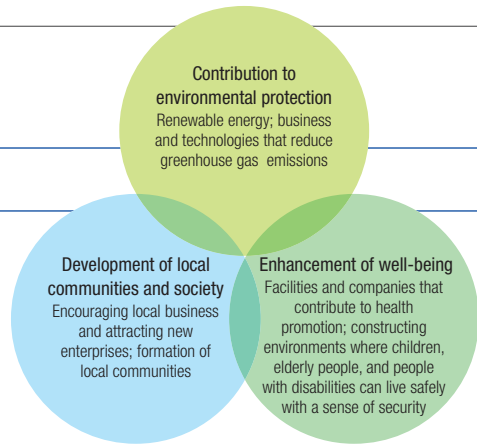 Contribution to
environmental protection
Renewable energy; business
and technologies that reduce
greenhouse gas emissions
Development of local
communities and society
Encouraging local business
and attracting new
enterprises; formation of
local communities
Enhancement of well-being
Facilities and companies that
contribute to health
promotion; constructing
environments where children,
elderly people, and people
with disabilities can live safely
with a sense of security